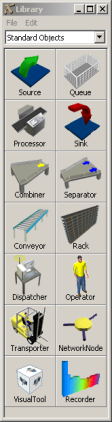 Library
File Edit
Standard Objects
Source Queue
Processor Sink
Combiner Separator
Conveyor Rack
Dispatcher Operator
Transporter NetworkNode
VisualTool Recorder